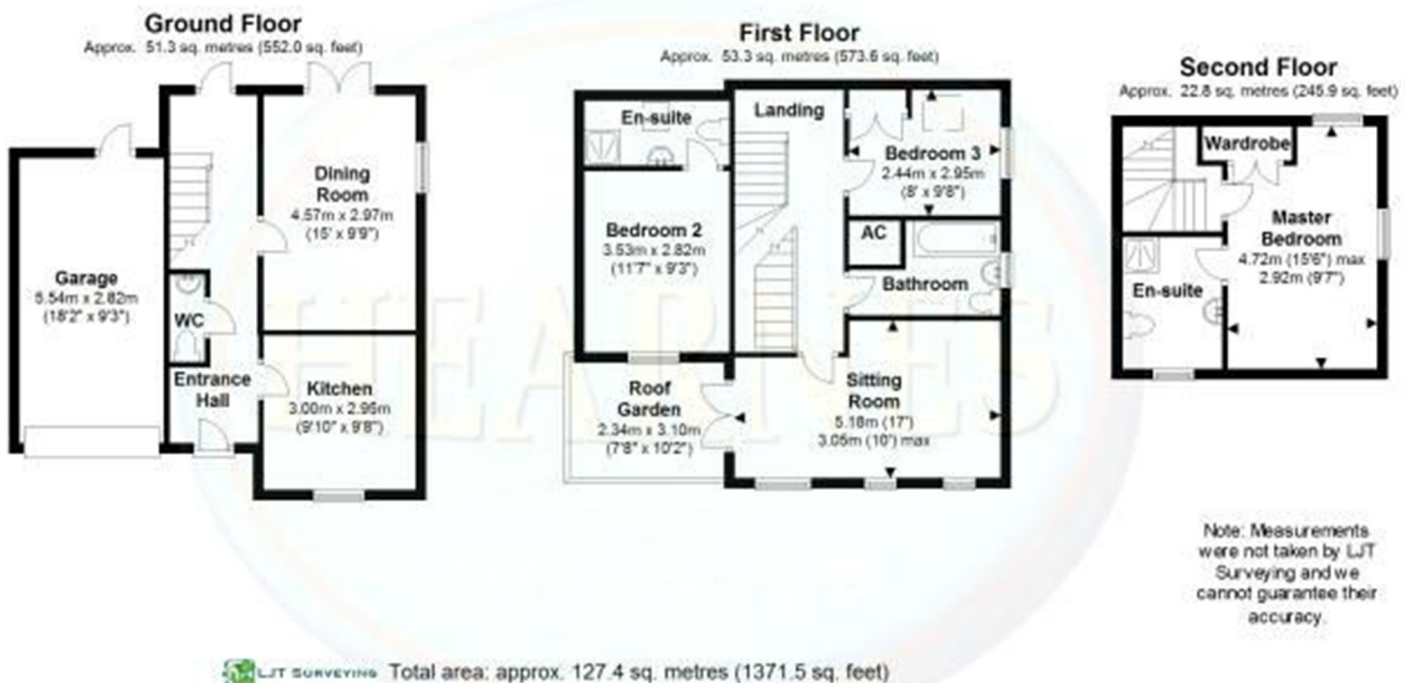 Ground Floor
Approx. 51.3 sq. metres (552.0 sq. feet)
Dining
Room
4.57m x 2.97m
(15' x 9'9")
Garage
5.54m x 2.82m
(18'2" x 9'3")
WC
Entrance
Hall
Kitchen
3.00m x 2.95m
(9'10" x 9'8")
First Floor
Approx. 53.3 sq. metres (573.6 sq. feet)
En-suite
Landing
Bedroom 3
2.44m x 2.95m
(8' x 9'8")
Bedroom 2
3.53m x 2.82m
(11'7" x 9'3")
AC
Bathroom
Roof
Garden
2.34m x 3.10m
(7'8" x 10'2")
Sitting
Room
5.18m (17')
3.05m (10') max
Second Floor
Approx. 22.8 sq. metres (245.9 sq. feet)
Wardrobe
Master
Bedroom
4.72m (15'6") max
2.92m (9'7")
En-suite
HEARNES
Note: Measurements
were not taken by LJT
Surveying and we
cannot guarantee their
accuracy.
LJT SURVEYING
Total area: approx. 127.4 sq. metres (1371.5 sq. feet)